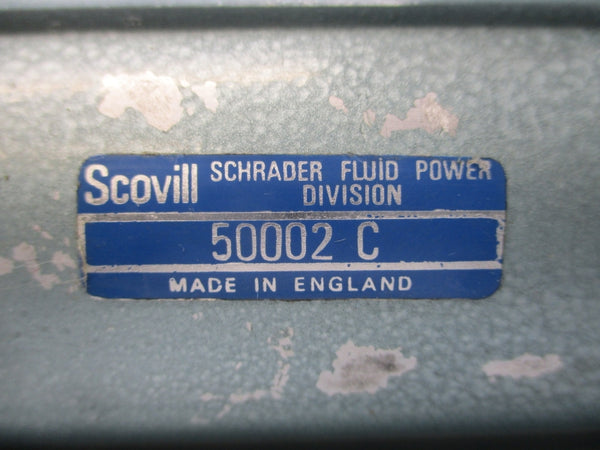 Scovill SCHRADER FLUID POWER
DIVISION
50002 C
MADE IN ENGLAND